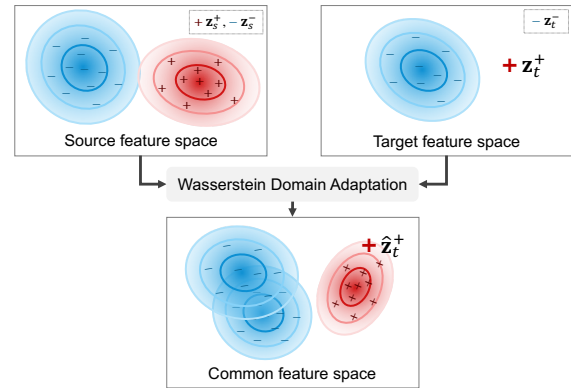 + z_s^+, − z_s^-
− z_t^-
+ z_t^+
Source feature space
Target feature space
Wasserstein Domain Adaptation
+ ẑ_t^+
Common feature space